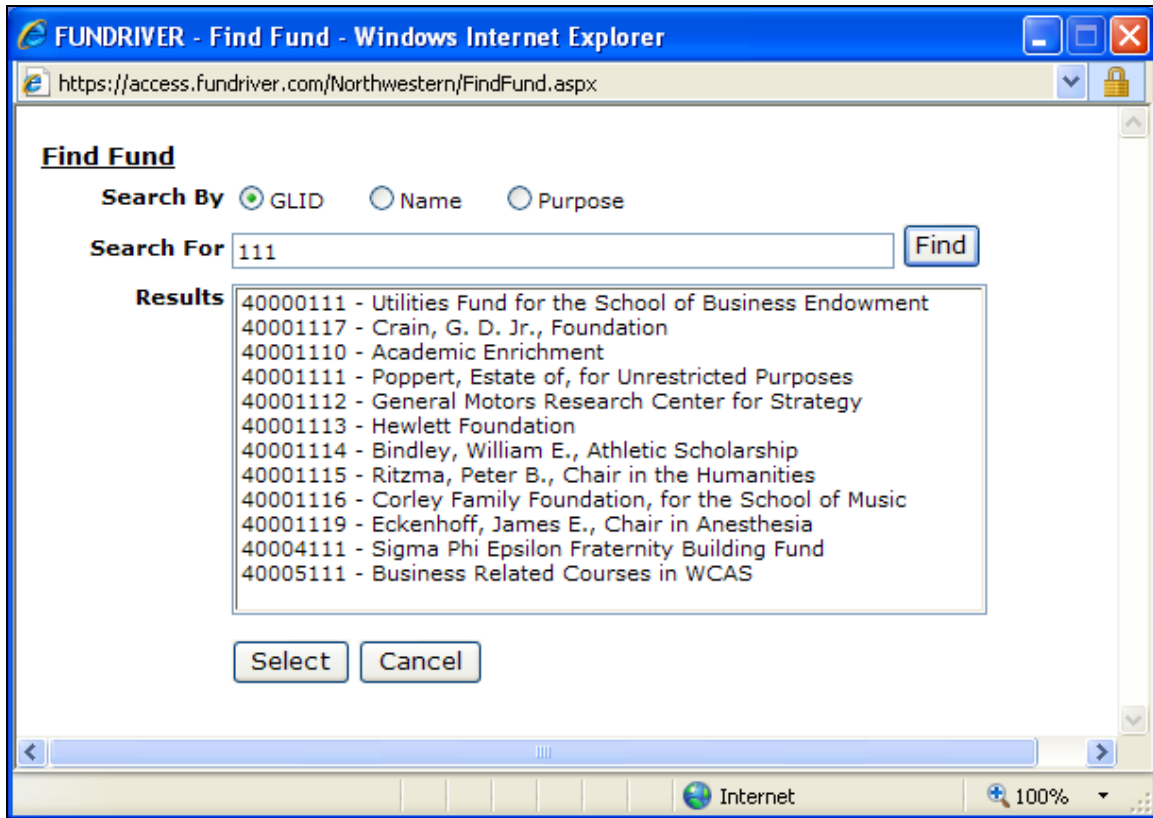 FUNDRIVER - Find Fund - Windows Internet Explorer
https://access.fundriver.com/Northwestern/FindFund.aspx
Find Fund
Search By GLID Name Purpose
Search For 111 Find
Results
40000111 - Utilities Fund for the School of Business Endowment
40001117 - Crain, G. D. Jr., Foundation
40001110 - Academic Enrichment
40001111 - Poppert, Estate of, for Unrestricted Purposes
40001112 - General Motors Research Center for Strategy
40001113 - Hewlett Foundation
40001114 - Bindley, William E., Athletic Scholarship
40001115 - Ritzma, Peter B., Chair in the Humanities
40001116 - Corley Family Foundation, for the School of Music
40001119 - Eckenhoff, James E., Chair in Anesthesia
40004111 - Sigma Phi Epsilon Fraternity Building Fund
40005111 - Business Related Courses in WCAS
Select Cancel
Internet 100%